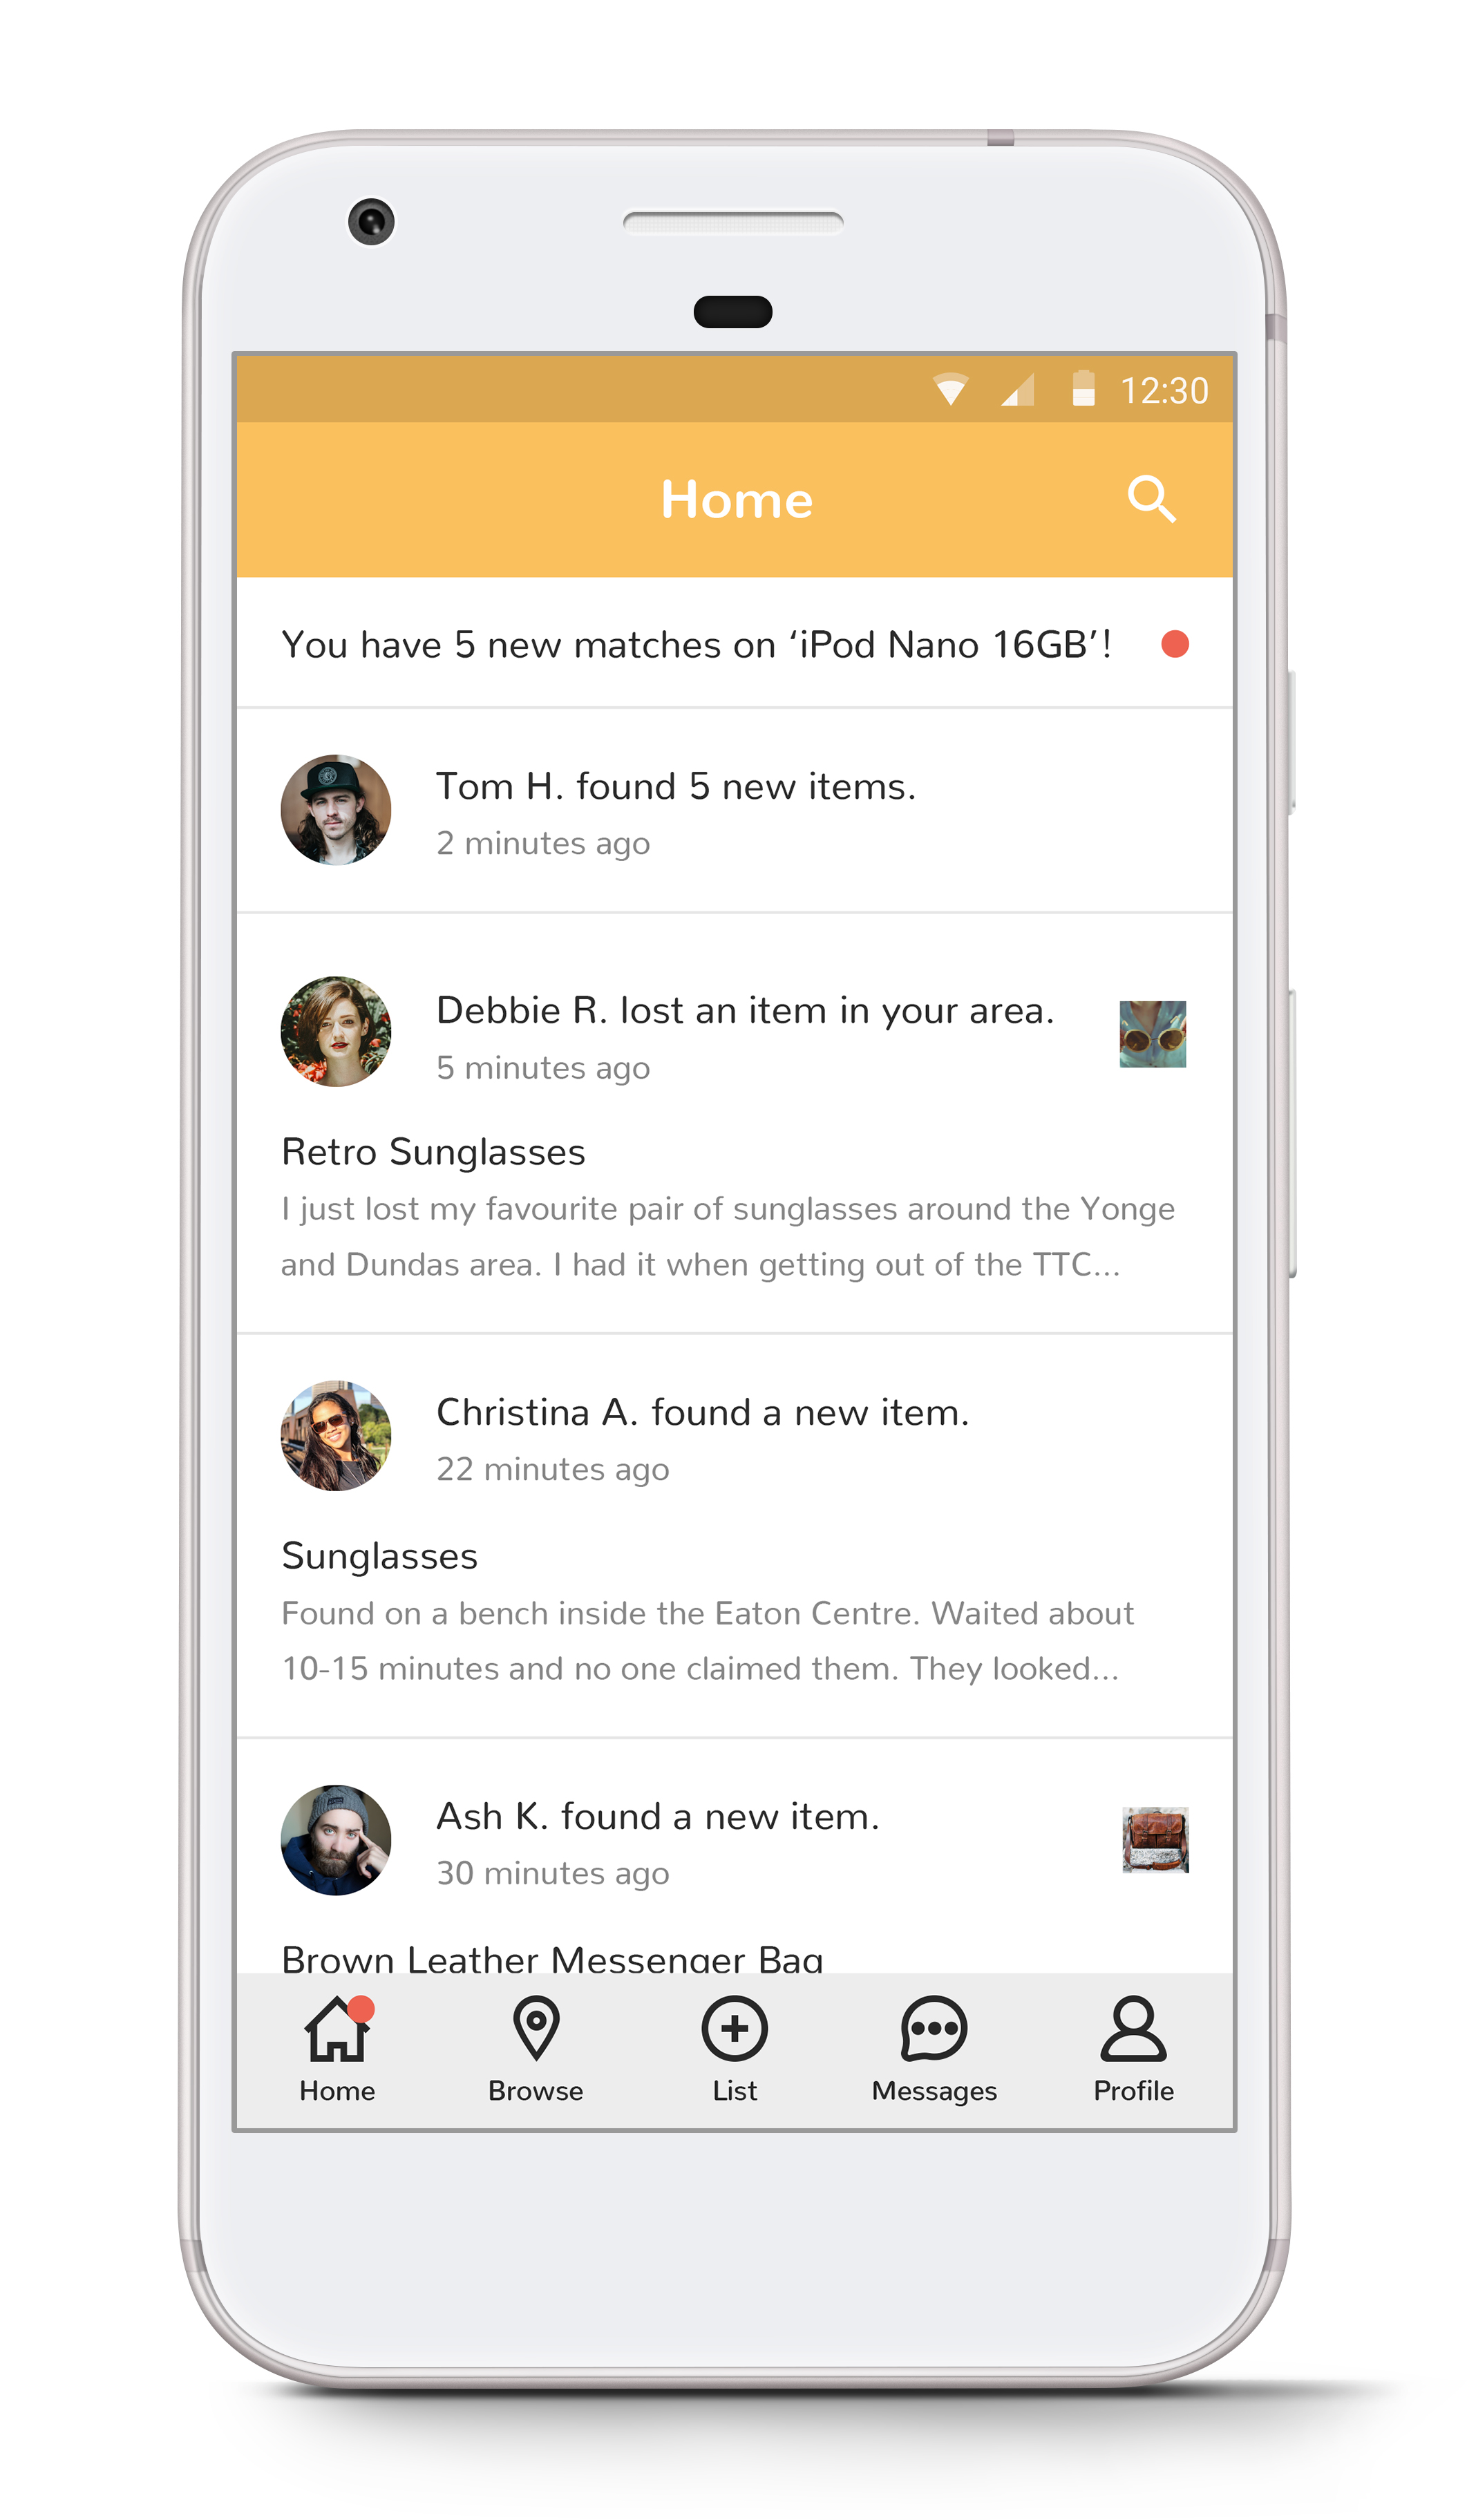 12:30
Home
You have 5 new matches on ‘iPod Nano 16GB’!
Tom H. found 5 new items.
2 minutes ago
Debbie R. lost an item in your area.
5 minutes ago
Retro Sunglasses
I just lost my favourite pair of sunglasses around the Yonge
and Dundas area. I had it when getting out of the TTC...
Christina A. found a new item.
22 minutes ago
Sunglasses
Found on a bench inside the Eaton Centre. Waited about
10-15 minutes and no one claimed them. They looked...
Ash K. found a new item.
30 minutes ago
Brown Leather Messenger Bag
Home
Browse
List
Messages
Profile